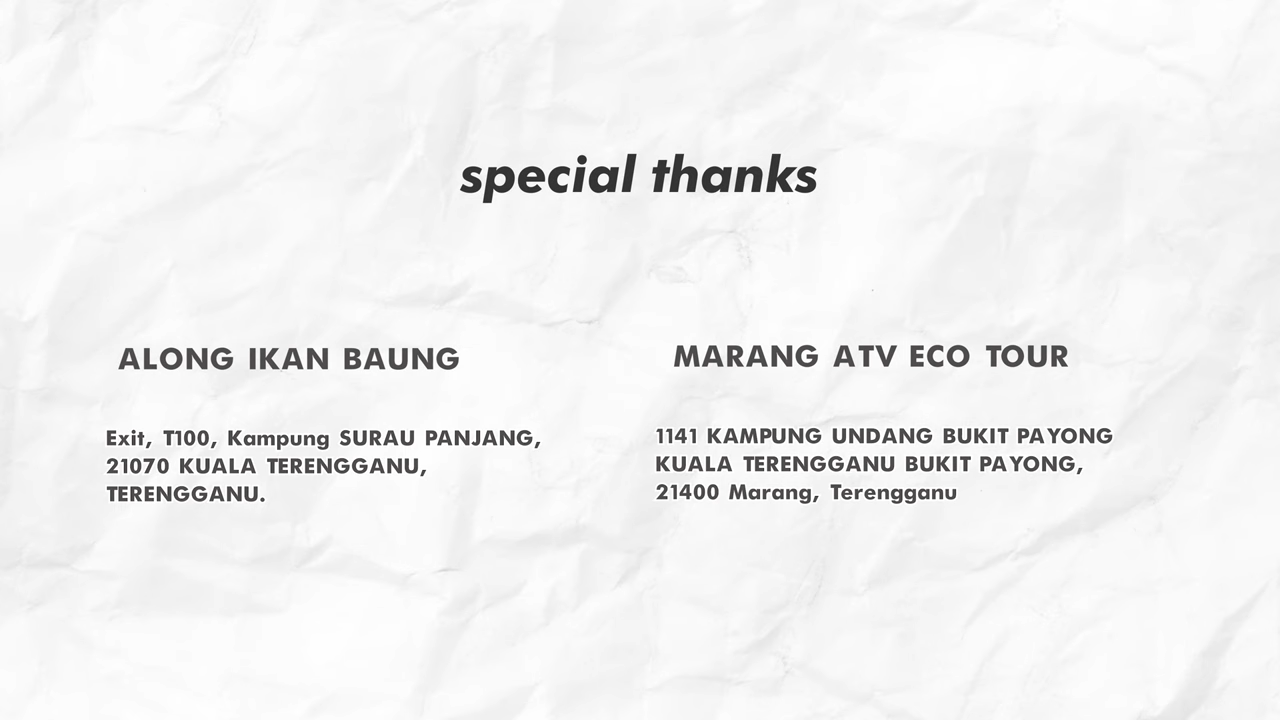 special thanks
ALONG IKAN BAUNG
Exit, T100, Kampung SURAU PANJANG,
21070 KUALA TERENGGANU,
TERENGGANU.
MARANG ATV ECO TOUR
1141 KAMPUNG UNDANG BUKIT PAYONG
KUALA TERENGGANU BUKIT PAYONG,
21400 Marang, Terengganu